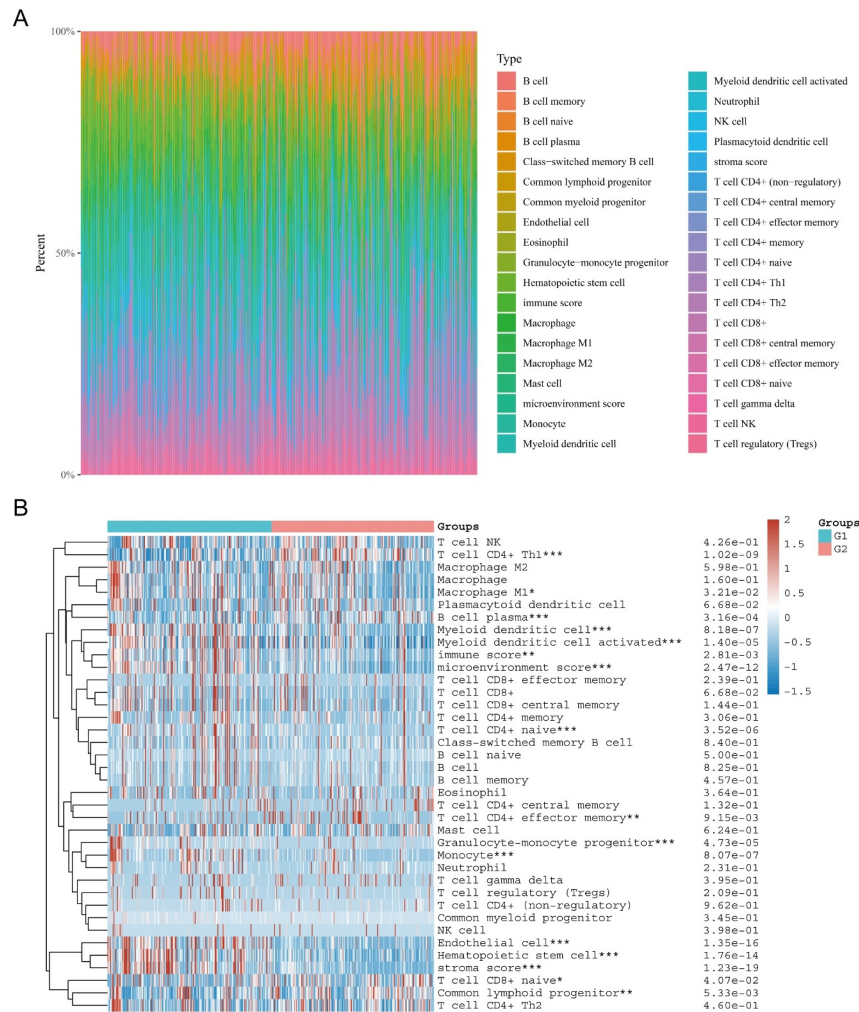 A
100%
50%
0%
Percent
Type
B cell
B cell memory
B cell naive
B cell plasma
Class−switched memory B cell
Common lymphoid progenitor
Common myeloid progenitor
Endothelial cell
Eosinophil
Granulocyte−monocyte progenitor
Hematopoietic stem cell
immune score
Macrophage
Macrophage M1
Macrophage M2
Mast cell
microenvironment score
Monocyte
Myeloid dendritic cell
Myeloid dendritic cell activated
Neutrophil
NK cell
Plasmacytoid dendritic cell
stroma score
T cell CD4+ (non−regulatory)
T cell CD4+ central memory
T cell CD4+ effector memory
T cell CD4+ memory
T cell CD4+ naive
T cell CD4+ Th1
T cell CD4+ Th2
T cell CD8+
T cell CD8+ central memory
T cell CD8+ effector memory
T cell CD8+ naive
T cell gamma delta
T cell NK
T cell regulatory (Tregs)
B
Groups
T cell NK 4.26e−01
T cell CD4+ Th1*** 1.02e−09
Macrophage M2 5.98e−01
Macrophage 1.60e−01
Macrophage M1* 3.21e−02
Plasmacytoid dendritic cell 6.68e−02
B cell plasma*** 3.16e−04
Myeloid dendritic cell*** 8.18e−07
Myeloid dendritic cell activated*** 1.40e−05
immune score** 2.81e−03
microenvironment score*** 2.47e−12
T cell CD8+ effector memory 2.39e−01
T cell CD8+ 6.68e−02
T cell CD8+ central memory 1.44e−01
T cell CD4+ memory 3.06e−01
T cell CD4+ naive*** 3.52e−06
Class−switched memory B cell 8.40e−01
B cell naive 5.00e−01
B cell 8.25e−01
B cell memory 4.57e−01
Eosinophil 3.64e−01
T cell CD4+ central memory 1.32e−01
T cell CD4+ effector memory** 9.15e−03
Mast cell 6.24e−01
Granulocyte−monocyte progenitor*** 4.73e−05
Monocyte*** 8.07e−07
Neutrophil 2.31e−01
T cell gamma delta 3.95e−01
T cell regulatory (Tregs) 2.09e−01
T cell CD4+ (non−regulatory) 9.62e−01
Common myeloid progenitor 3.45e−01
NK cell 3.98e−01
Endothelial cell*** 1.35e−16
Hematopoietic stem cell*** 1.76e−14
stroma score*** 1.23e−19
T cell CD8+ naive* 4.07e−02
Common lymphoid progenitor** 5.33e−03
T cell CD4+ Th2 4.60e−01
2
1.5
1
0.5
0
−0.5
−1
−1.5
Groups
G1
G2